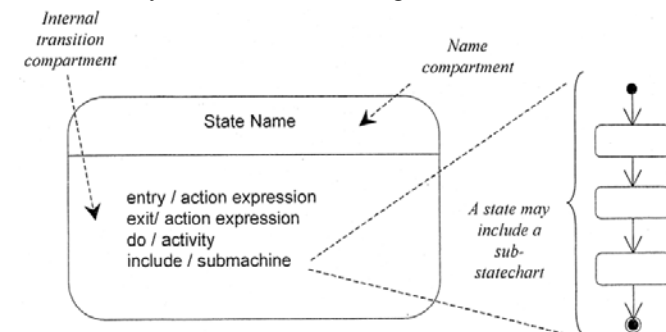 Internal
transition
compartment
Name
compartment
State Name
entry / action expression
exit/ action expression
do / activity
include / submachine
A state may
include a
sub-
statechart